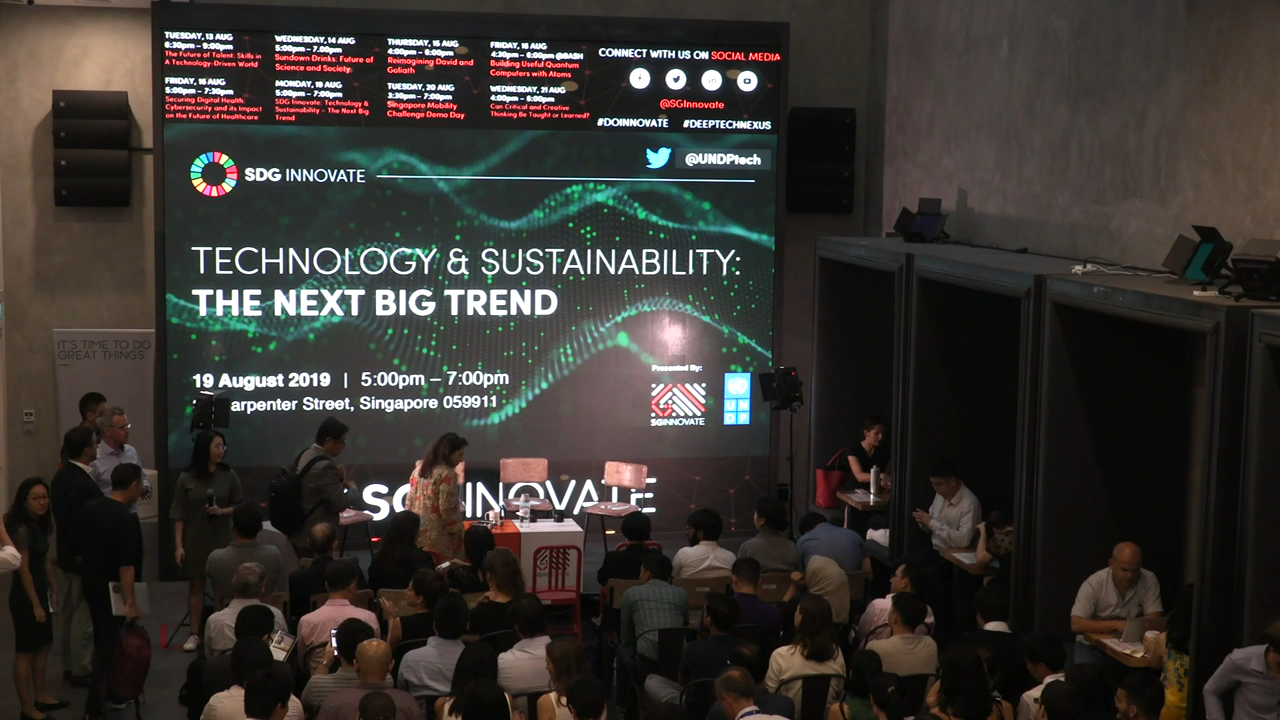 TUESDAY, 13 AUG
6:30pm – 9:00pm
The Future of Talent: Skills in
A Technology-Driven World
WEDNESDAY, 14 AUG
5:00pm – 7.00pm
Sundown Drinks: Future of
Science and Society
THURSDAY, 15 AUG
4:00pm – 6:00pm
Reimagining David and
Goliath
FRIDAY, 16 AUG
4:30pm – 6:00pm @BASH
Building Useful Quantum
Computers with Atoms
FRIDAY, 16 AUG
5:00pm – 7:30pm
Securing Digital Health:
Cybersecurity and its Impact
on the Future of Healthcare
MONDAY, 19 AUG
5:00pm – 7:00pm
SDG Innovate: Technology &
Sustainability – The Next Big
Trend
TUESDAY, 20 AUG
3:30pm – 7:00pm
Singapore Mobility
Challenge Demo Day
WEDNESDAY, 21 AUG
4:00pm – 6:00pm
Can Critical and Creative
Thinking Be Taught or Learned?
CONNECT WITH US ON SOCIAL MEDIA
@SGInnovate
#DOINNOVATE #DEEPTECHNEXUS
SDG INNOVATE
@UNDPtech
TECHNOLOGY & SUSTAINABILITY:
THE NEXT BIG TREND
19 August 2019 | 5:00pm – 7:00pm
arpenter Street, Singapore 059911
Presented By:
SGINNOVATE
UNDP
IT'S TIME TO DO
GREAT THINGS
SGINNOVATE
SGINNOVATE